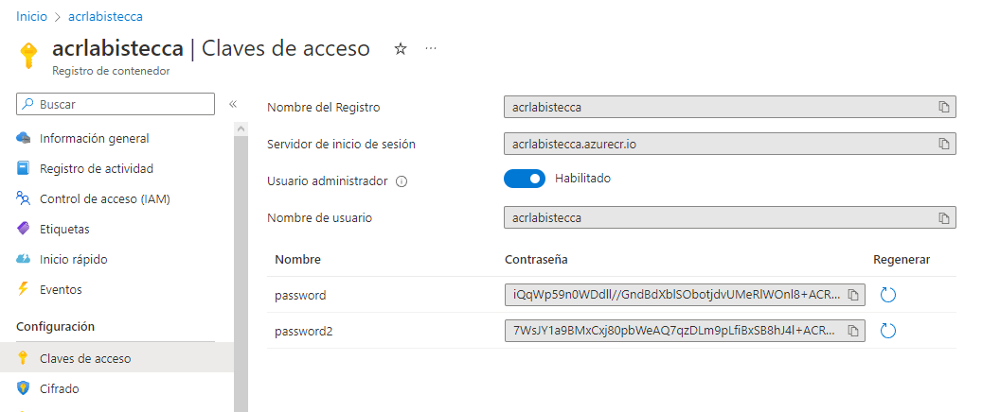 Inicio > acrlabistecca
acrlabistecca | Claves de acceso
Registro de contenedor
Buscar
Información general
Registro de actividad
Control de acceso (IAM)
Etiquetas
Inicio rápido
Eventos
Configuración
Claves de acceso
Cifrado
Nombre del Registro acrlabistecca
Servidor de inicio de sesión acrlabistecca.azurecr.io
Usuario administrador Habilitado
Nombre de usuario acrlabistecca
Nombre Contraseña Regenerar
password iQqWp59n0WDdll//GndBdXblSObotjdvUMeRlWOnl8+ACR...
password2 7WsJY1a9BMxCxj80pbWeAQ7qzDLm9pLfiBxSB8hJ4l+ACR...